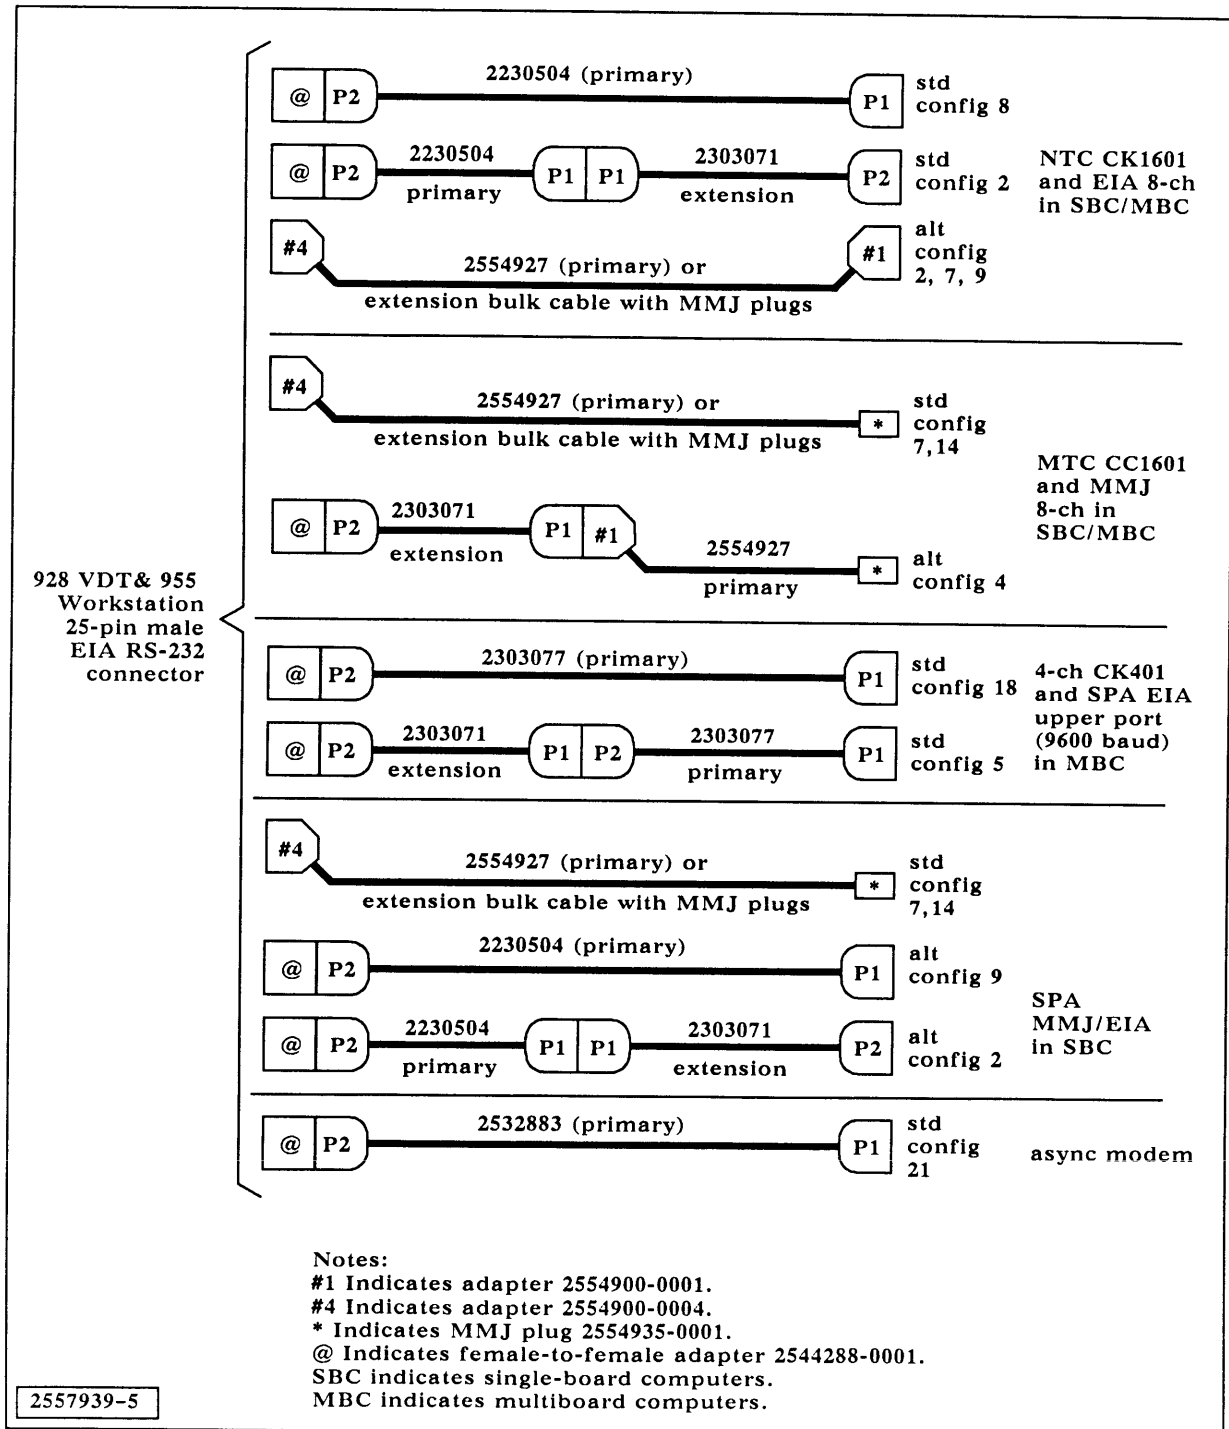 2230504 (primary)
@ P2 P1
std
config 8
2230504 2303071
@ P2 P1 P1 P2
primary extension
std
config 2
NTC CK1601
and EIA 8-ch
in SBC/MBC
#4 #1
2554927 (primary) or
extension bulk cable with MMJ plugs
alt
config
2, 7, 9
#4
2554927 (primary) or
extension bulk cable with MMJ plugs
*
std
config
7,14
MTC CC1601
and MMJ
8-ch in
SBC/MBC
2303071
@ P2 P1 #1
extension
2554927
primary
*
alt
config 4
928 VDT& 955
Workstation
25-pin male
EIA RS-232
connector
2303077 (primary)
@ P2 P1
std
config 18
4-ch CK401
and SPA EIA
upper port
(9600 baud)
in MBC
2303071 2303077
@ P2 P1 P2 P1
extension primary
std
config 5
#4
2554927 (primary) or
extension bulk cable with MMJ plugs
*
std
config
7,14
2230504 (primary)
@ P2 P1
alt
config 9
SPA
MMJ/EIA
in SBC
2230504 2303071
@ P2 P1 P1 P2
primary extension
alt
config 2
2532883 (primary)
@ P2 P1
std
config
21
async modem
Notes:
#1 Indicates adapter 2554900-0001.
#4 Indicates adapter 2554900-0004.
* Indicates MMJ plug 2554935-0001.
@ Indicates female-to-female adapter 2544288-0001.
SBC indicates single-board computers.
MBC indicates multiboard computers.
2557939-5